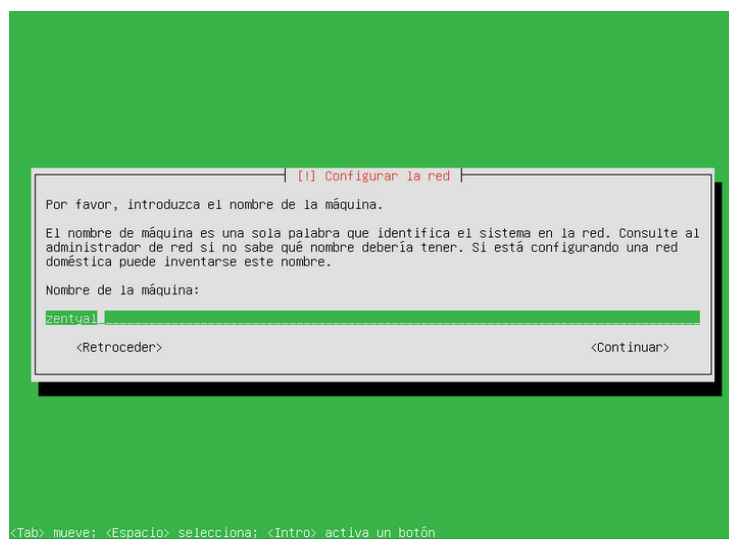 [!] Configurar la red
Por favor, introduzca el nombre de la máquina.
El nombre de máquina es una sola palabra que identifica el sistema en la red. Consulte al
administrador de red si no sabe qué nombre debería tener. Si está configurando una red
doméstica puede inventarse este nombre.
Nombre de la máquina:
zentyal
<Retroceder> <Continuar>
<Tab> mueve; <Espacio> selecciona; <Intro> activa un botón